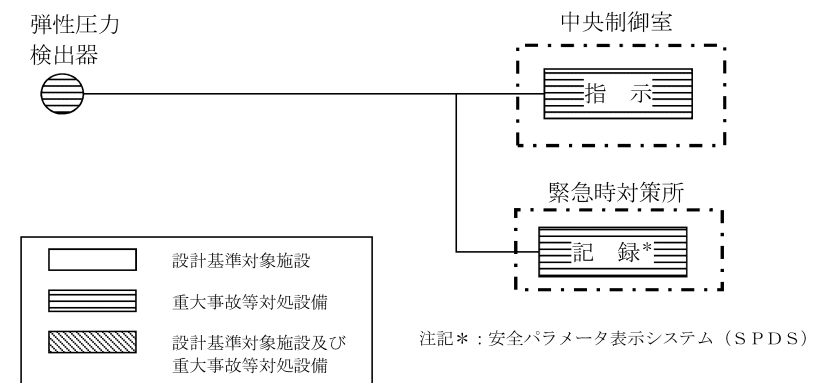 弾性圧力
検出器
中央制御室
指　示
緊急時対策所
記　録*
設計基準対象施設
重大事故等対処設備
設計基準対象施設及び
重大事故等対処設備
注記＊：安全パラメータ表示システム（ＳＰＤＳ）